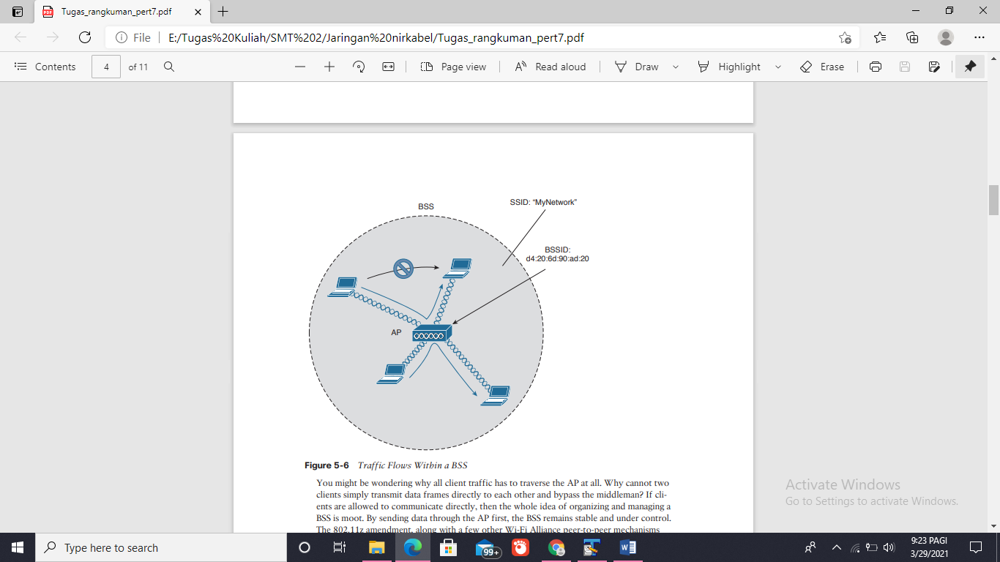 Tugas_rangkuman_pert7.pdf
File
E:/Tugas%20Kuliah/SMT%202/Jaringan%20nirkabel/Tugas_rangkuman_pert7.pdf
Contents
4
of 11
Page view
Read aloud
Draw
Highlight
Erase
BSS
SSID: “MyNetwork”
BSSID:
d4:20:6d:90:ad:20
AP
Figure 5-6 Traffic Flows Within a BSS
You might be wondering why all client traffic has to traverse the AP at all. Why cannot two
clients simply transmit data frames directly to each other and bypass the middleman? If cli-
ents are allowed to communicate directly, then the whole idea of organizing and managing a
BSS is moot. By sending data through the AP first, the BSS remains stable and under control.
The 802.11z amendment, along with a few other Wi-Fi Alliance peer-to-peer mechanisms
Activate Windows
Go to Settings to activate Windows.
Type here to search
99+
9:23 PAGI
3/29/2021